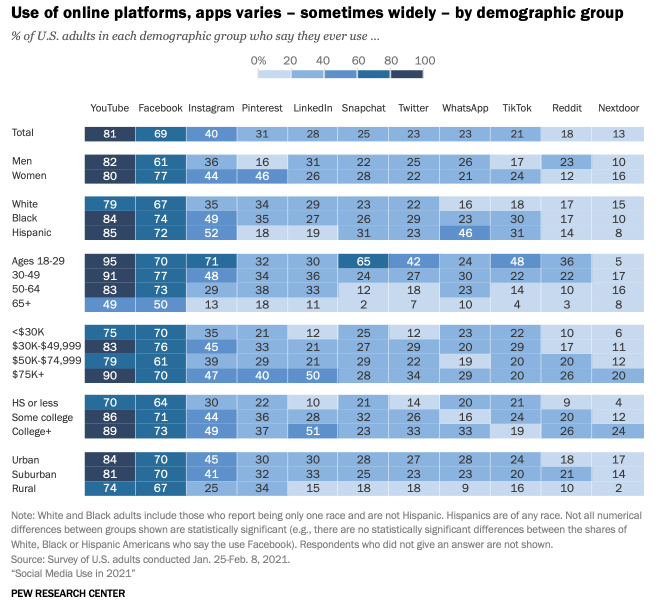 Use of online platforms, apps varies – sometimes widely – by demographic group
% of U.S. adults in each demographic group who say they ever use ...
0% 20 40 60 80 100
YouTube Facebook Instagram Pinterest LinkedIn Snapchat Twitter WhatsApp TikTok Reddit Nextdoor
Total 81 69 40 31 28 25 23 23 21 18 13
Men 82 61 36 16 31 22 25 26 17 23 10
Women 80 77 44 46 26 28 22 21 24 12 16
White 79 67 35 34 29 23 22 16 18 17 15
Black 84 74 49 35 27 26 29 23 30 17 10
Hispanic 85 72 52 18 19 31 23 46 31 14 8
Ages 18-29 95 70 71 32 30 65 42 24 48 36 5
30-49 91 77 48 34 36 24 27 30 22 22 17
50-64 83 73 29 38 33 12 18 23 14 10 16
65+ 49 50 13 18 11 2 7 10 4 3 8
<$30K 75 70 35 21 12 25 12 23 22 10 6
$30K-$49,999 83 76 45 33 21 27 29 20 29 17 11
$50K-$74,999 79 61 39 29 21 29 22 19 20 20 12
$75K+ 90 70 47 40 50 28 34 29 20 26 20
HS or less 70 64 30 22 10 21 14 20 21 9 4
Some college 86 71 44 36 28 32 26 16 24 20 12
College+ 89 73 49 37 51 23 33 33 19 26 24
Urban 84 70 45 30 30 28 27 28 24 18 17
Suburban 81 70 41 32 33 25 23 23 20 21 14
Rural 74 67 25 34 15 18 18 9 16 10 2
Note: White and Black adults include those who report being only one race and are not Hispanic. Hispanics are of any race. Not all numerical
differences between groups shown are statistically significant (e.g., there are no statistically significant differences between the shares of
White, Black or Hispanic Americans who say the use Facebook). Respondents who did not give an answer are not shown.
Source: Survey of U.S. adults conducted Jan. 25-Feb. 8, 2021.
“Social Media Use in 2021”
PEW RESEARCH CENTER